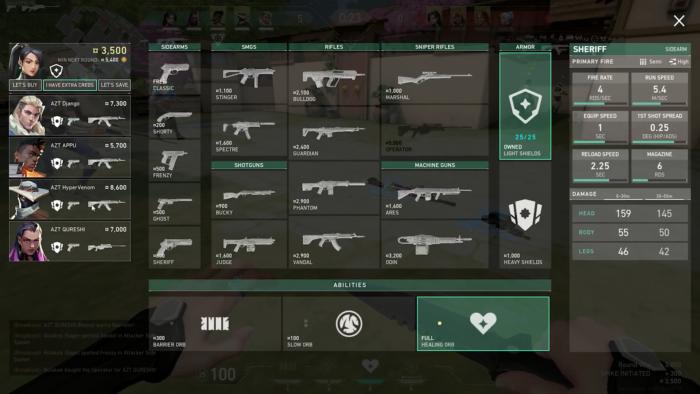 0:23
¤ 3,500
MIN NEXT ROUND: ¤ 5,400
LET'S BUY
I HAVE EXTRA CREDS
LET'S SAVE
AZT Django
¤ 7,300
AZT APPU
¤ 5,700
AZT HyperVenom
¤ 8,600
AZT QURESHI
¤ 7,000
SIDEARMS
FREE
CLASSIC
¤200
SHORTY
¤500
FRENZY
¤500
GHOST
¤800
SHERIFF
SMGS
¤1,100
STINGER
¤1,600
SPECTRE
SHOTGUNS
¤900
BUCKY
¤1,600
JUDGE
RIFLES
¤2,100
BULLDOG
¤2,400
GUARDIAN
¤2,900
PHANTOM
¤2,900
VANDAL
SNIPER RIFLES
¤1,000
MARSHAL
OPERATOR
MACHINE GUNS
¤1,600
ARES
¤3,200
ODIN
ARMOR
25/25
OWNED
LIGHT SHIELDS
¤1,000
HEAVY SHIELDS
ABILITIES
¤300
BARRIER ORB
¤100
SLOW ORB
FULL
HEALING ORB
SHERIFF
SIDEARM
PRIMARY FIRE
Semi
High
FIRE RATE
4
RDS/SEC
RUN SPEED
5.4
M/SEC
EQUIP SPEED
1
SEC
1ST SHOT SPREAD
0.25
DEG (HIP/ADS)
RELOAD SPEED
2.25
SEC
MAGAZINE
6
RDS
DAMAGE
0-30m
30-50m
HEAD
159
145
BODY
55
50
LEGS
46
42
100